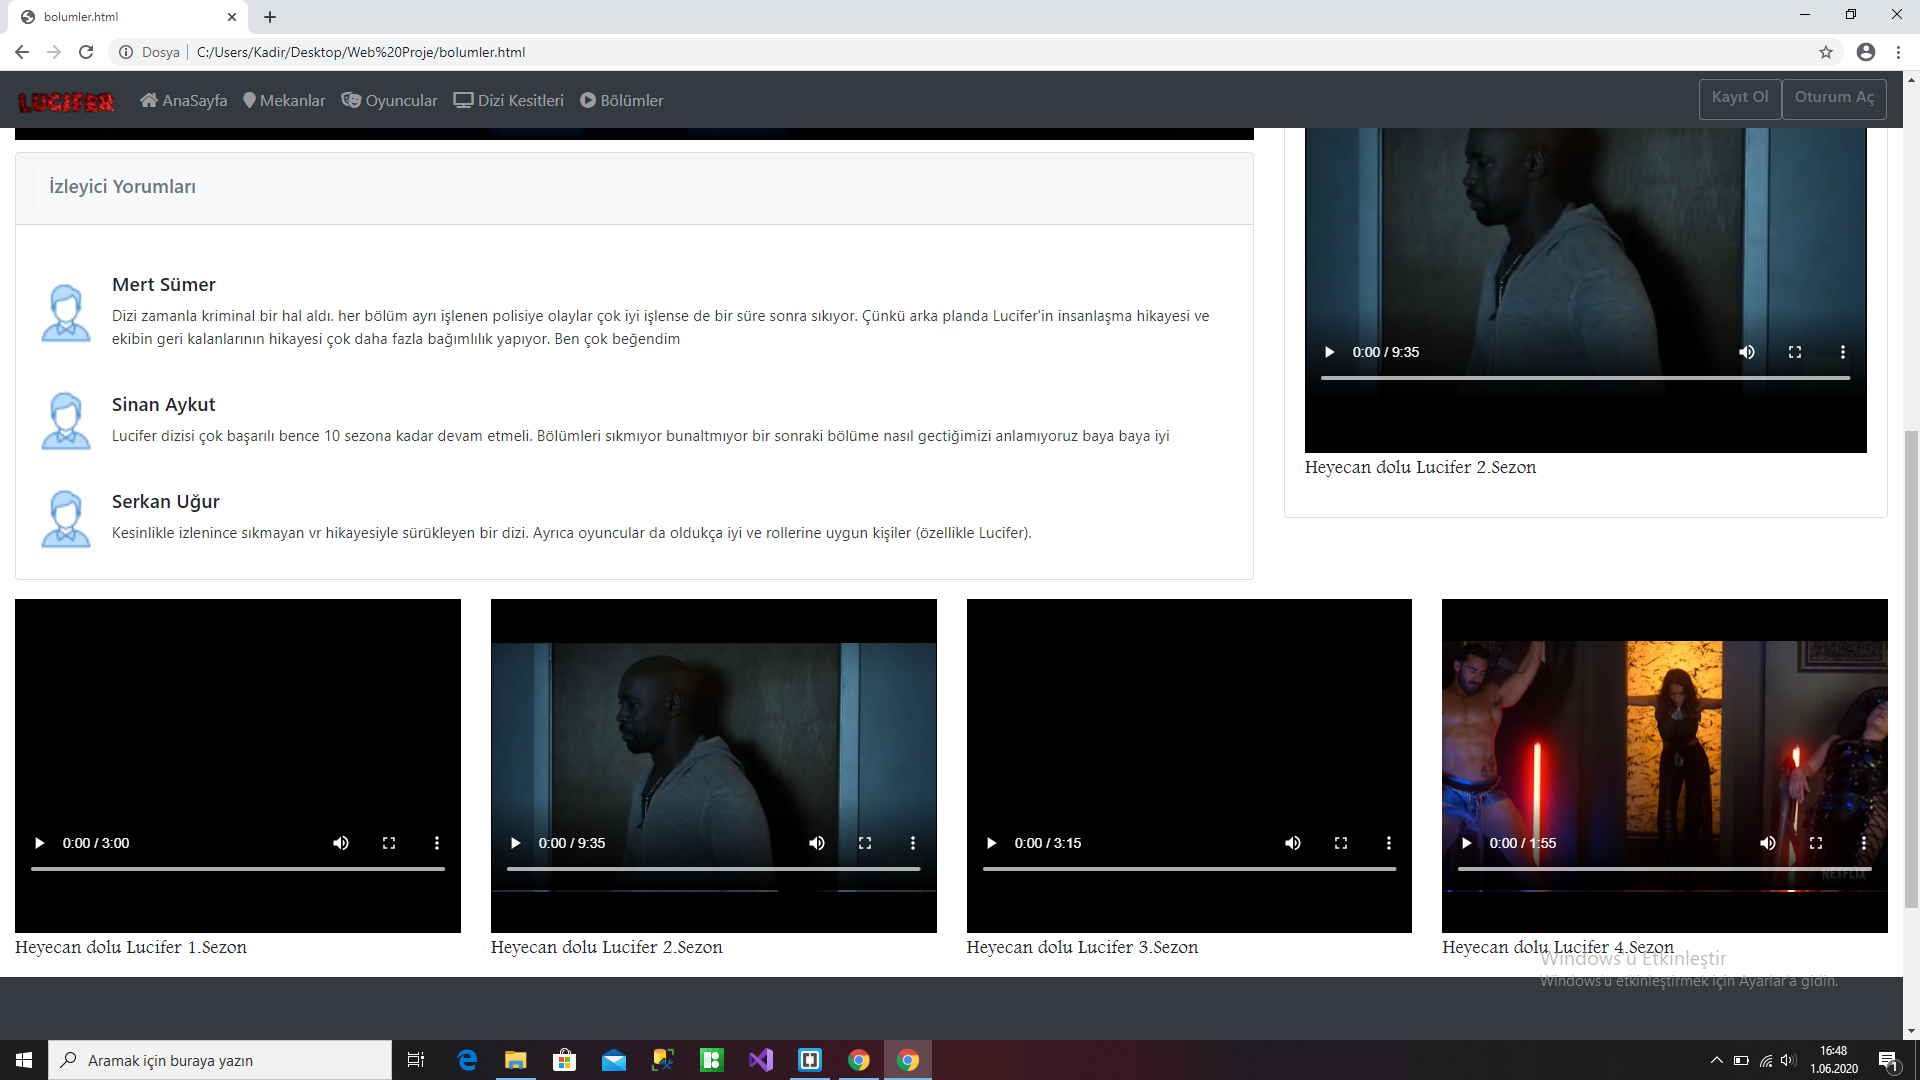 bolumler.html
Dosya
C:/Users/Kadir/Desktop/Web%20Proje/bolumler.html
LUCIFER
AnaSayfa
Mekanlar
Oyuncular
Dizi Kesitleri
Bölümler
Kayıt Ol
Oturum Aç
İzleyici Yorumları
Mert Sümer
Dizi zamanla kriminal bir hal aldı. her bölüm ayrı işlenen polisiye olaylar çok iyi işlense de bir süre sonra sıkıyor. Çünkü arka planda Lucifer'in insanlaşma hikayesi ve
ekibin geri kalanlarının hikayesi çok daha fazla bağımlılık yapıyor. Ben çok beğendim
Sinan Aykut
Lucifer dizisi çok başarılı bence 10 sezona kadar devam etmeli. Bölümleri sıkmıyor bunaltmıyor bir sonraki bölüme nasıl gectiğimizi anlamıyoruz baya baya iyi
Serkan Uğur
Kesinlikle izlenince sıkmayan vr hikayesiyle sürükleyen bir dizi. Ayrıca oyuncular da oldukça iyi ve rollerine uygun kişiler (özellikle Lucifer).
0:00 / 9:35
Heyecan dolu Lucifer 2.Sezon
0:00 / 3:00
0:00 / 9:35
0:00 / 3:15
0:00 / 1:55
NETFLIX
Heyecan dolu Lucifer 1.Sezon
Heyecan dolu Lucifer 2.Sezon
Heyecan dolu Lucifer 3.Sezon
Heyecan dolu Lucifer 4.Sezon
Windows'u Etkinleştir
Windows'u etkinleştirmek için Ayarlar'a gidin.
Aramak için buraya yazın
16:48
1.06.2020
1